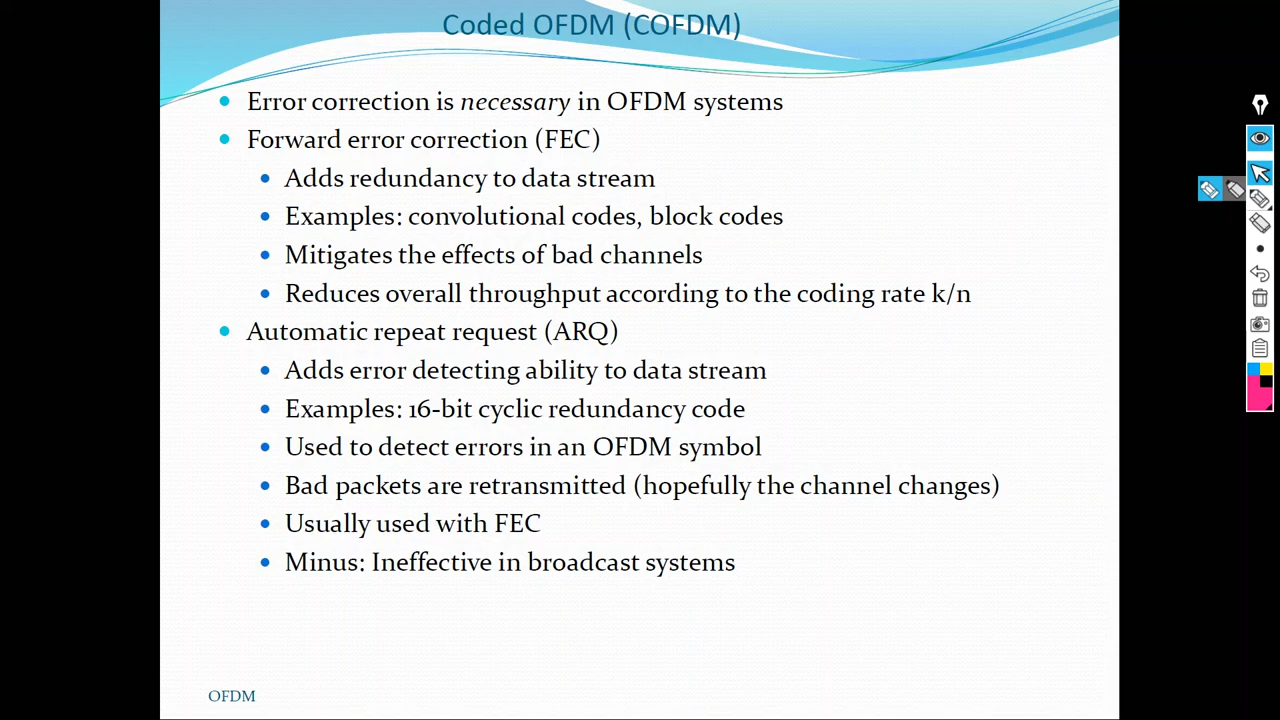 Coded OFDM (COFDM)
Error correction is necessary in OFDM systems
Forward error correction (FEC)
Adds redundancy to data stream
Examples: convolutional codes, block codes
Mitigates the effects of bad channels
Reduces overall throughput according to the coding rate k/n
Automatic repeat request (ARQ)
Adds error detecting ability to data stream
Examples: 16-bit cyclic redundancy code
Used to detect errors in an OFDM symbol
Bad packets are retransmitted (hopefully the channel changes)
Usually used with FEC
Minus: Ineffective in broadcast systems
OFDM